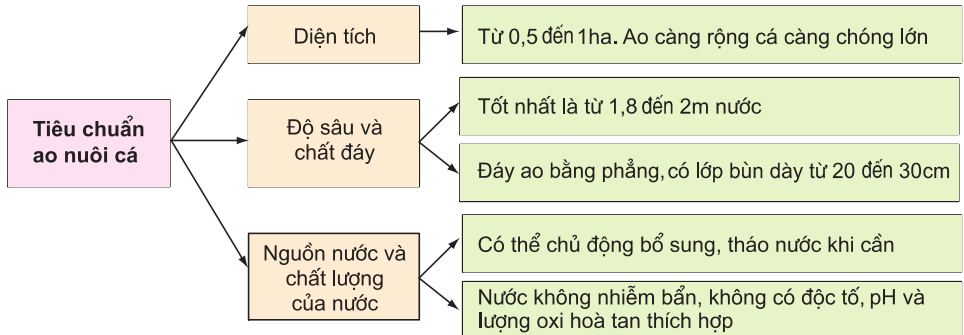 Tiêu chuẩn
ao nuôi cá
Diện tích
Từ 0,5 đến 1ha. Ao càng rộng cá càng chóng lớn
Độ sâu và
chất đáy
Tốt nhất là từ 1,8 đến 2m nước
Đáy ao bằng phẳng, có lớp bùn dày từ 20 đến 30cm
Nguồn nước và
chất lượng
của nước
Có thể chủ động bổ sung, tháo nước khi cần
Nước không nhiễm bẩn, không có độc tố, pH và
lượng oxi hoà tan thích hợp